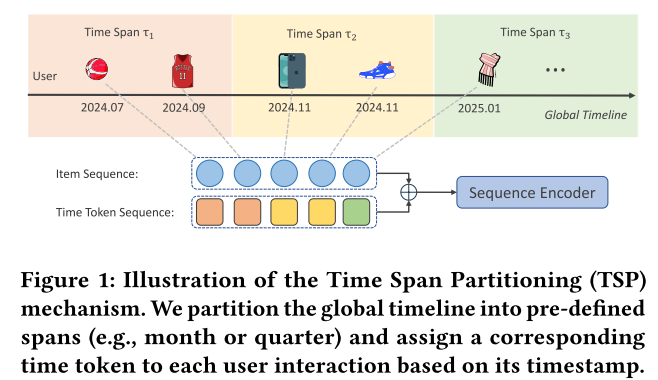 Time Span τ1
Time Span τ2
Time Span τ3
User
11
2024.07
2024.09
2024.11
2024.11
2025.01
Global Timeline
Item Sequence:
Time Token Sequence:
Sequence Encoder
Figure 1: Illustration of the Time Span Partitioning (TSP)
mechanism. We partition the global timeline into pre-defined
spans (e.g., month or quarter) and assign a corresponding
time token to each user interaction based on its timestamp.